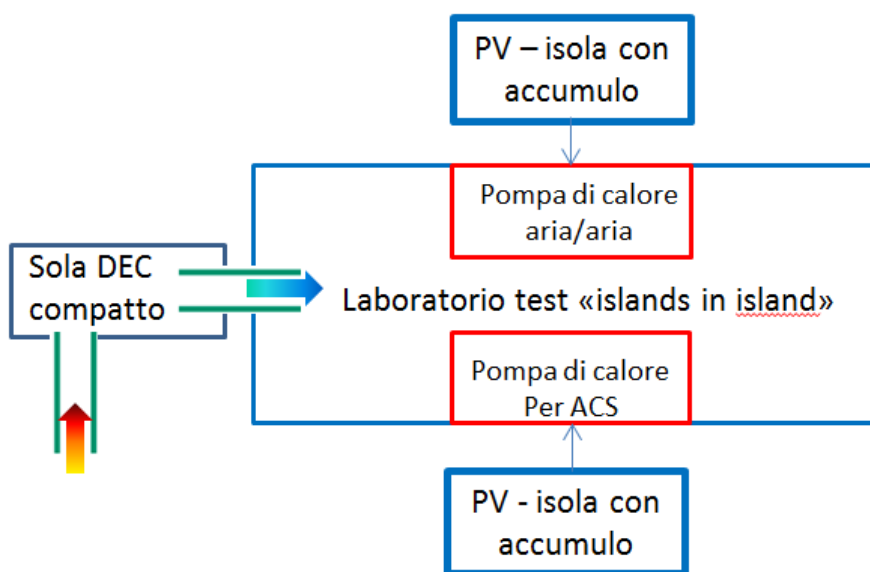 PV – isola con
accumulo
Pompa di calore
aria/aria
Sola DEC
compatto
Laboratorio test «islands in island»
Pompa di calore
Per ACS
PV - isola con
accumulo